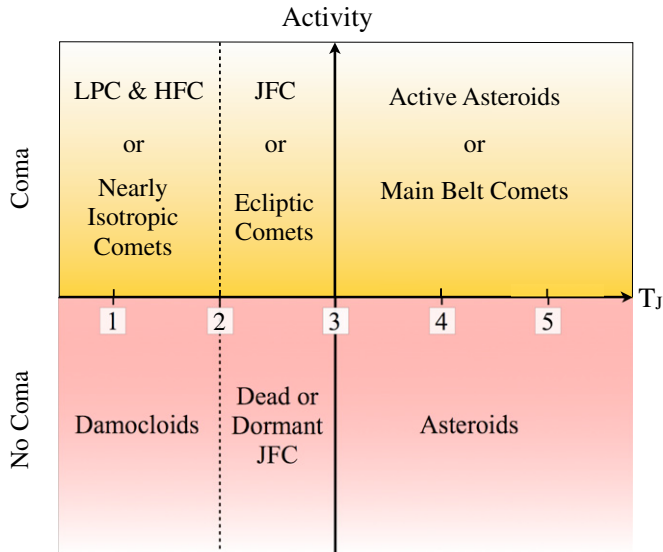 Activity
LPC & HFC
or
Nearly
Isotropic
Comets
JFC
or
Ecliptic
Comets
Active Asteroids
or
Main Belt Comets
Coma
T_J
1
2
3
4
5
No Coma
Damocloids
Dead or
Dormant
JFC
Asteroids